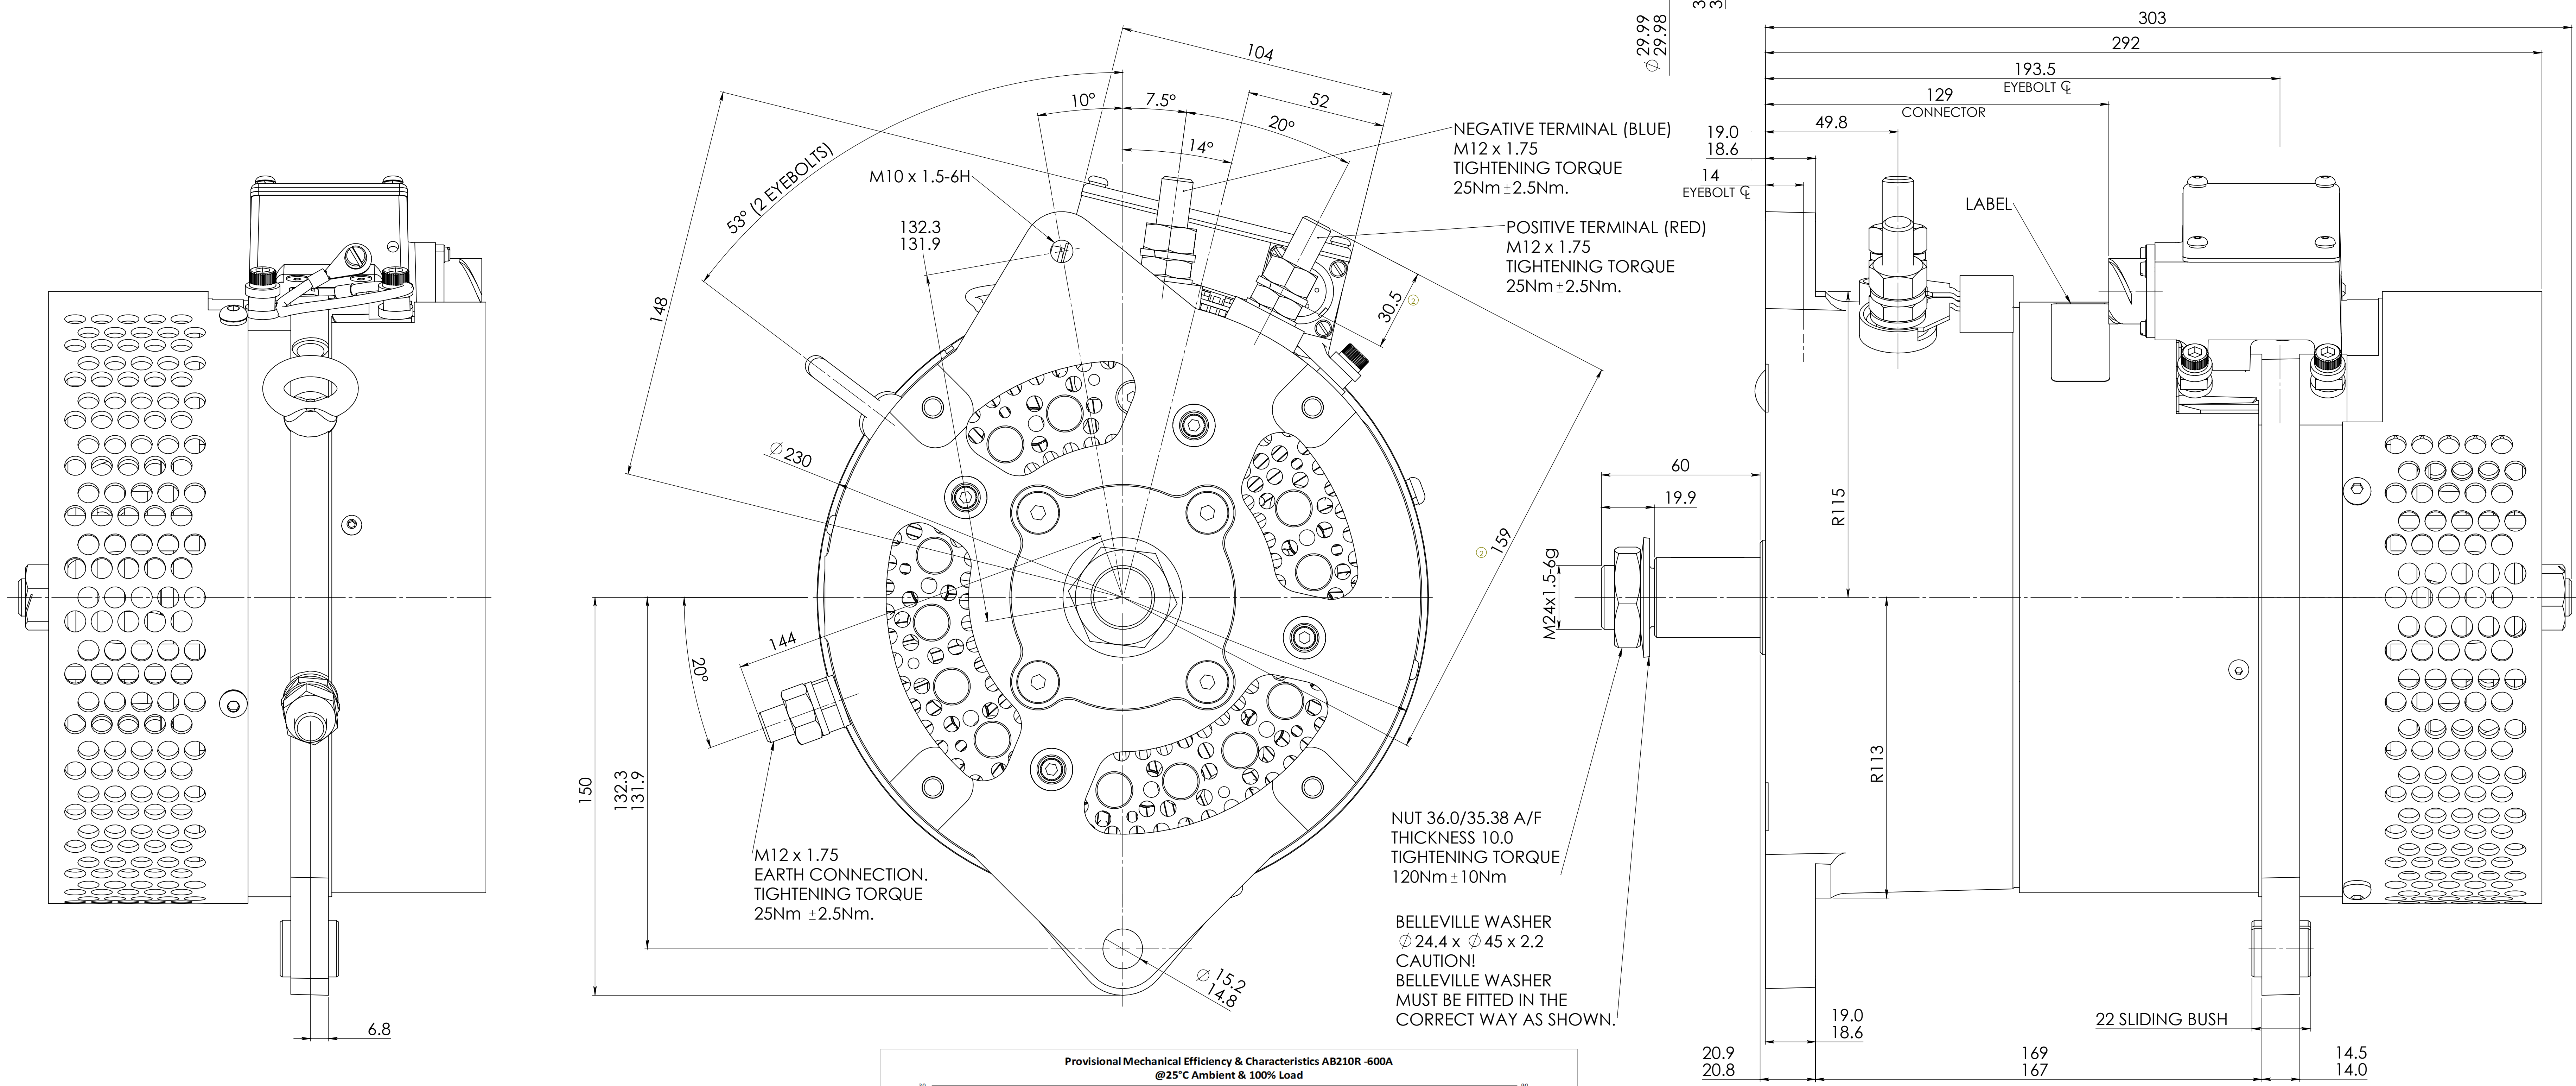 6.8
104
10°
7.5°
52
20°
14°
53° (2 EYEBOLTS)
M10 x 1.5-6H
132.3
131.9
148
NEGATIVE TERMINAL (BLUE)
M12 x 1.75
TIGHTENING TORQUE
25Nm±2.5Nm.
POSITIVE TERMINAL (RED)
M12 x 1.75
TIGHTENING TORQUE
25Nm±2.5Nm.
30.5
2
Ø230
2
159
144
20°
150
132.3
131.9
M12 x 1.75
EARTH CONNECTION.
TIGHTENING TORQUE
25Nm ±2.5Nm.
Ø 15.2
14.8
NUT 36.0/35.38 A/F
THICKNESS 10.0
TIGHTENING TORQUE
120Nm±10Nm
BELLEVILLE WASHER
Ø24.4 x Ø45 x 2.2
CAUTION!
BELLEVILLE WASHER
MUST BE FITTED IN THE
CORRECT WAY AS SHOWN.
Ø 29.99
29.98
303
292
193.5
EYEBOLT ℄
129
CONNECTOR
49.8
19.0
18.6
14
EYEBOLT ℄
LABEL
60
19.9
M24x1.5-6g
R115
R113
22 SLIDING BUSH
19.0
18.6
20.9
20.8
169
167
14.5
14.0
Provisional Mechanical Efficiency & Characteristics AB210R -600A
@25°C Ambient & 100% Load